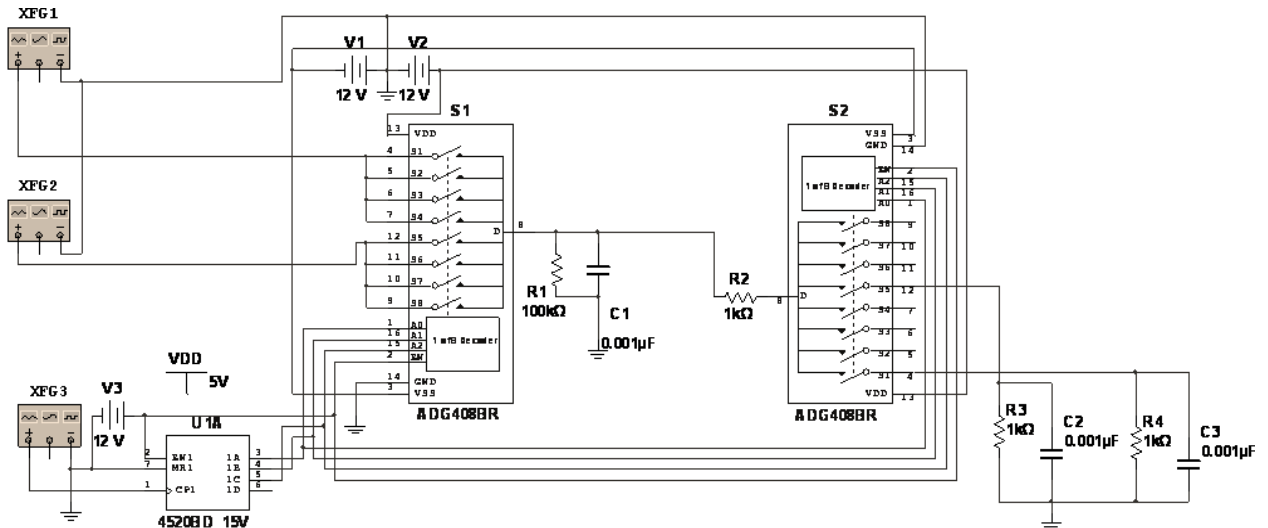 XFG1
V1
V2
12 V
12 V
S1
S2
13
VDD
4
S1
5
S2
6
S3
7
S4
12
S5
11
S6
10
S7
9
S8
D
8
1
A0
16
A1
15
A2
2
EN
1 of 8 Decoder
14
GND
3
VSS
ADG408BR
XFG2
R1
100kΩ
C1
0.001µF
R2
1kΩ
VSS
3
GND
14
EN
2
A2
15
A1
16
A0
1
1 of 8 Decoder
S8
9
S7
10
S6
11
S5
12
S4
7
S3
6
S2
5
S1
4
VDD
13
8
D
ADG408BR
VDD
5V
XFG3
V3
12 V
U1A
2
EN1
7
MR1
1
CP1
1A
3
1B
4
1C
5
1D
6
4520BD 15V
R3
1kΩ
C2
0.001µF
R4
1kΩ
C3
0.001µF